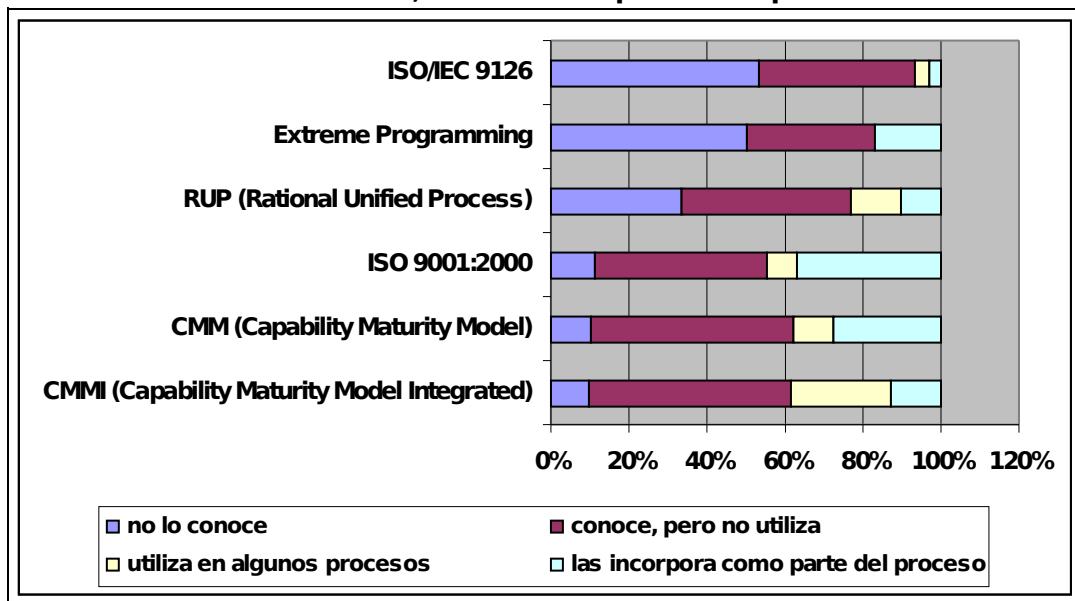 ISO/IEC 9126
Extreme Programming
RUP (Rational Unified Process)
ISO 9001:2000
CMM (Capability Maturity Model)
CMMI (Capability Maturity Model Integrated)
0% 20% 40% 60% 80% 100% 120%
no lo conoce conoce, pero no utiliza
utiliza en algunos procesos las incorpora como parte del proceso